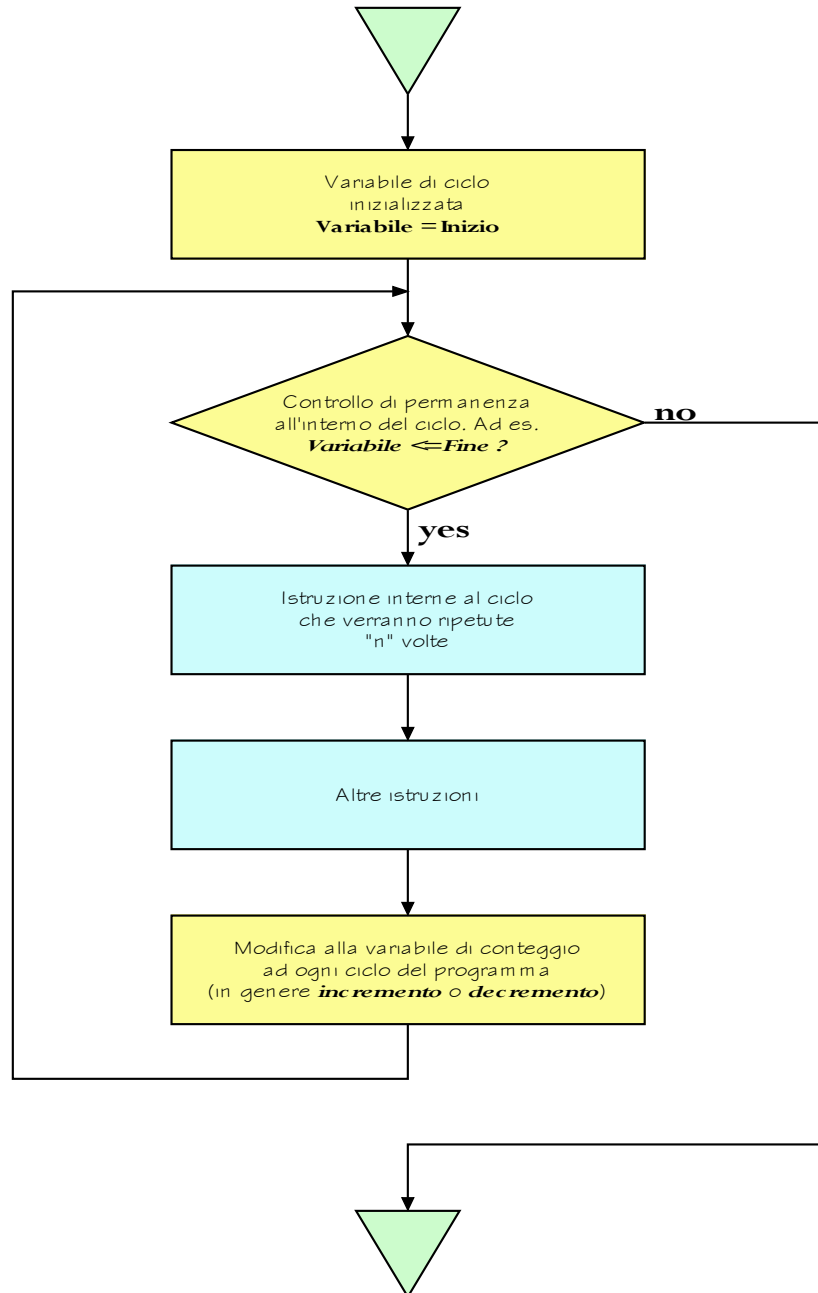 Variabile di ciclo
inizializzata
Variabile = Inizio
Controllo di permanenza
all'interno del ciclo. Ad es.
Variabile <= Fine ?
no
yes
Istruzione interne al ciclo
che verranno ripetute
"n" volte
Altre istruzioni
Modifica alla variabile di conteggio
ad ogni ciclo del programma
(in genere incremento o decremento)